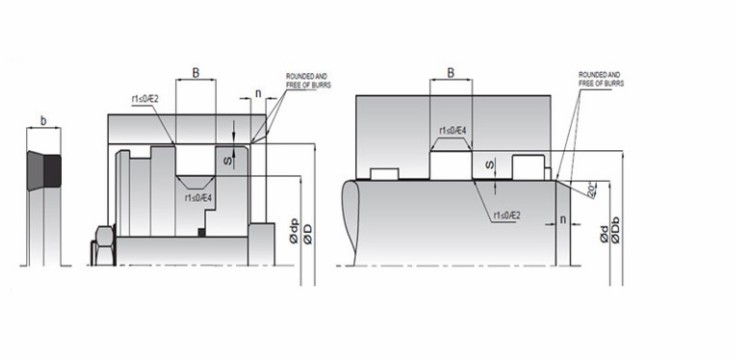 b
B
n
r1≤0Æ2
ROUNDED AND
FREE OF BURRS
S
r1≤0Æ4
Ødp
ØD
B
ROUNDED AND
FREE OF BURRS
r1≤0Æ4
S
20°
r1≤0Æ2
n
Ød
ØDb